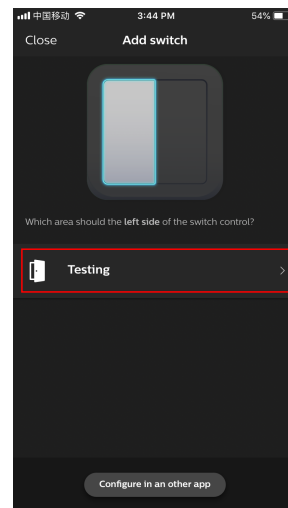 中国移动 3:44 PM 54%
Close Add switch
Which area should the left side of the switch control?
Testing
Configure in an other app